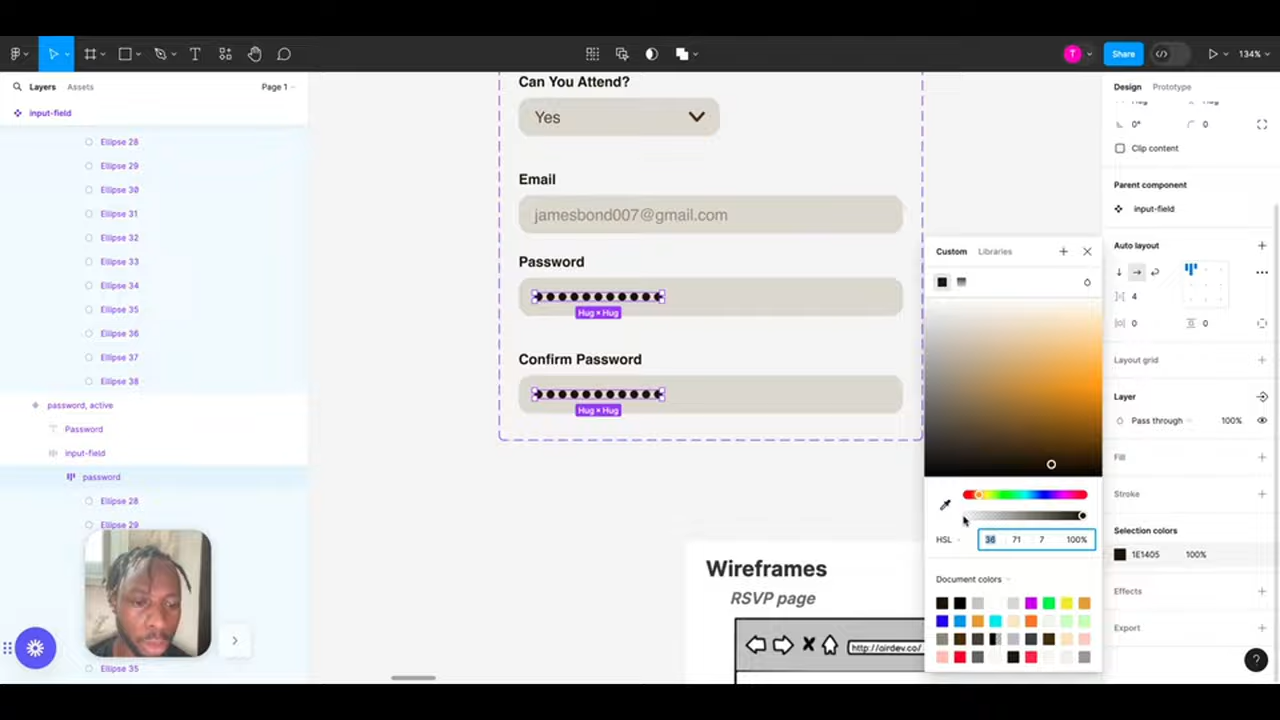 Share
134%
Layers
Assets
Page 1
input-field
Ellipse 28
Ellipse 29
Ellipse 30
Ellipse 31
Ellipse 32
Ellipse 33
Ellipse 34
Ellipse 35
Ellipse 36
Ellipse 37
Ellipse 38
password, active
Password
input-field
password
Ellipse 28
Ellipse 29
Ellipse 35
Can You Attend?
Yes
Email
jamesbond007@gmail.com
Password
Hug × Hug
Confirm Password
Hug × Hug
Wireframes
RSVP page
http://airdev.co/
Custom
Libraries
HSL
36
71
7
100%
Document colors
Design
Prototype
0°
0
Clip content
Parent component
input-field
Auto layout
4
0
0
Layout grid
Layer
Pass through
100%
Fill
Stroke
Selection colors
1E1405
100%
Effects
Export
?